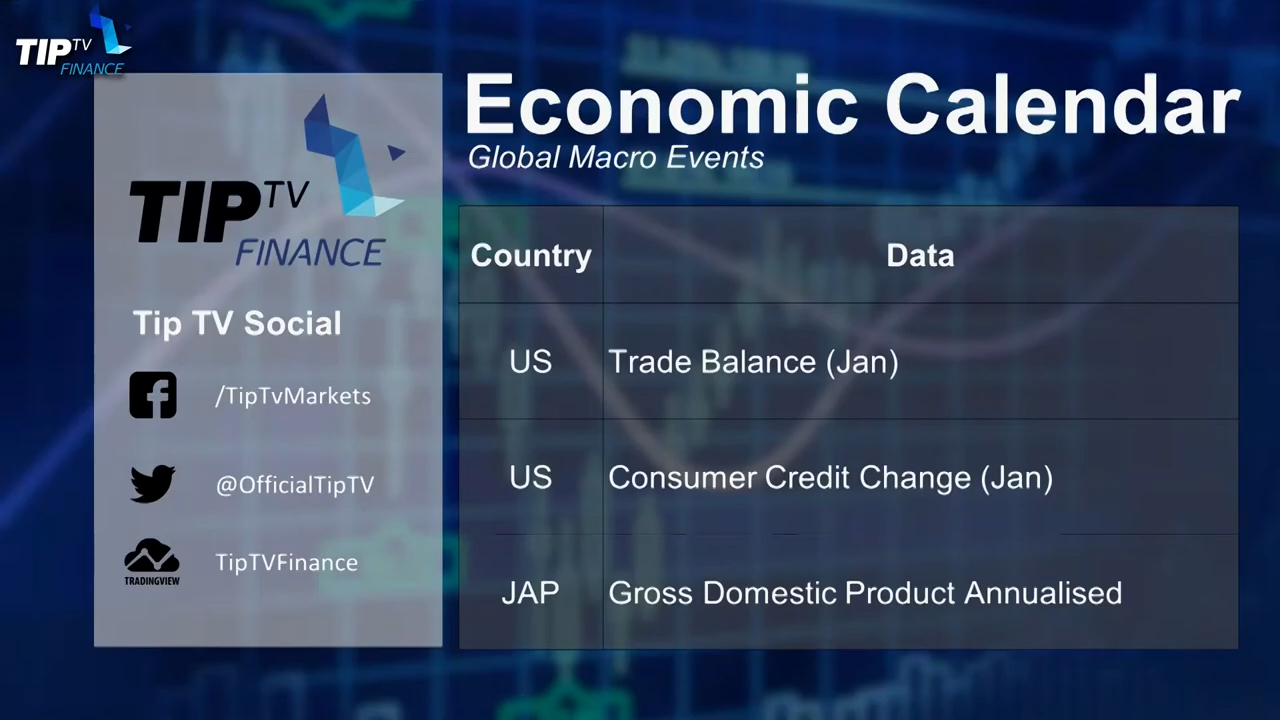 TIP TV
FINANCE
TIP TV
FINANCE
Tip TV Social
/TipTvMarkets
@OfficialTipTV
TRADINGVIEW
TipTVFinance
Economic Calendar
Global Macro Events
Country Data
US Trade Balance (Jan)
US Consumer Credit Change (Jan)
JAP Gross Domestic Product Annualised